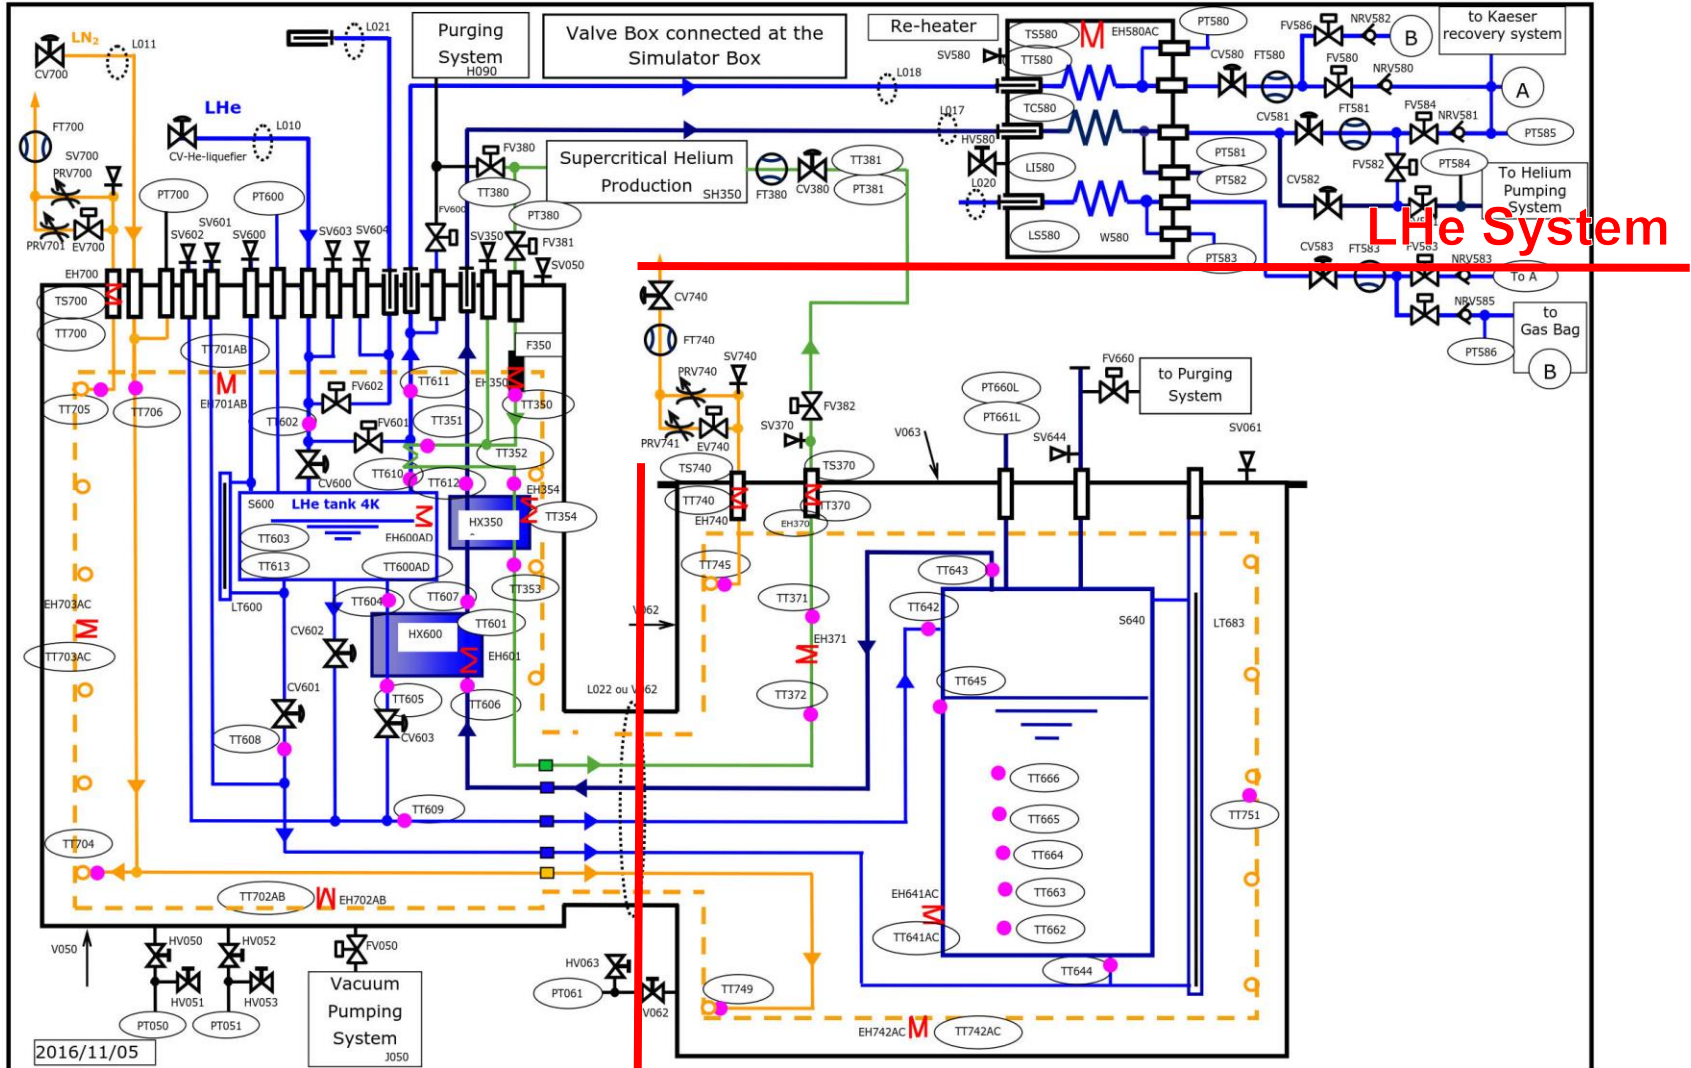 LN₂
L011
CV700
L021
Purging
System
H090
Valve Box connected at the
Simulator Box
Re-heater
SV580
TS580
TT580
EH580AC
PT580
CV580
FT580
FV586
NRV582
B
to Kaeser
recovery system
FV580
NRV580
A
LHe
L010
CV-He-liquefier
L018
L017
HV580
L020
TC580
LI580
LS580
W580
PT581
PT582
PT583
CV581
FT581
FV584
NRV581
PT585
FV582
PT584
CV582
To Helium
Pumping
System
LHe System
CV583
FT583
FV583
NRV583
To A
NRV585
PT586
to
Gas Bag
B
FT700
SV700
PRV700
PRV701
EV700
PT700
SV602
SV601
PT600
SV600
SV603
SV604
FV600
FV380
TT380
PT380
SV350
FV381
SV050
Supercritical Helium
Production
SH350
FT380
CV380
TT381
PT381
EH700
TS700
TT700
TT701AB
EH701AB
TT705
TT706
TT602
FV602
FV601
CV600
TT611
TT351
EH350
F350
TT350
TT352
TT610
TT612
EH354
TT354
HX350
TT353
S600
LHe tank 4K
TT603
TT613
EH600AD
TT600AD
LT600
TT604
TT607
TT601
HX600
EH601
CV602
TT605
TT606
CV603
CV601
TT608
TT609
EH703AC
TT703AC
TT704
TT702AB
EH702AB
L022 ou V062
V062
CV740
FT740
SV740
PRV740
PRV741
EV740
TS740
TT740
EH740
TT745
FV382
SV370
TS370
TT370
EH370
TT371
EH371
TT372
V063
PT660L
PT661L
FV660
to Purging
System
SV644
SV061
TT643
TT642
TT645
S640
LT683
TT666
TT665
TT664
TT663
TT662
TT751
EH641AC
TT641AC
TT644
TT749
EH742AC
TT742AC
V050
HV050
HV051
PT050
HV052
HV053
PT051
FV050
Vacuum
Pumping
System
J050
HV063
PT061
V062
2016/11/05